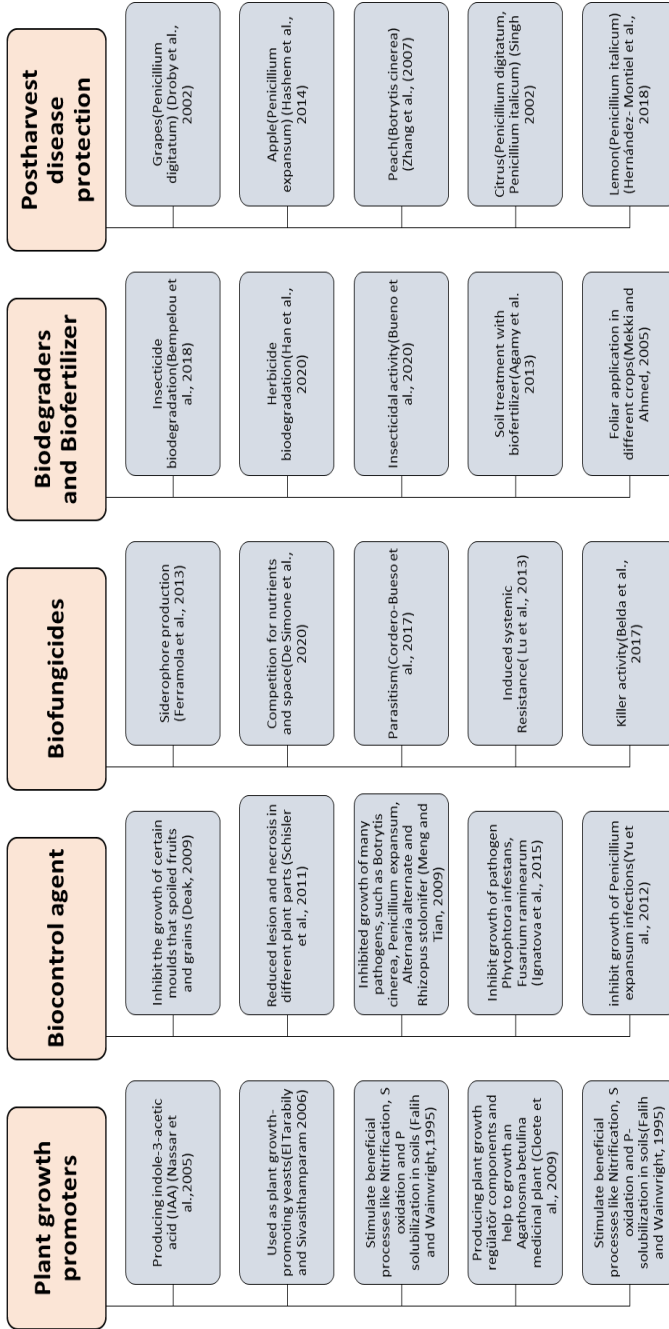 Plant growth
promoters
Producing indole-3-acetic
acid (IAA) (Nassar et
al.,2005)
Used as plant growth-
promoting yeasts(El Tarabily
and Sivasithamparam 2006)
Stimulate beneficial
processes like Nitrification, S
oxidation and P
solubilization in soils (Falih
and Wainwright,1995)
Producing plant growth
regülatör components and
help to growth an
Agathosma betulina
medicinal plant (Cloete et
al., 2009)
Stimulate beneficial
processes like Nitrification, S
oxidation and P-
solubilization in soils(Falih
and Wainwright, 1995)
Biocontrol agent
Inhibit the growth of certain
moulds that spoiled fruits
and grains (Deak, 2009)
Reduced lesion and necrosis in
different plant parts (Schisler
et al., 2011)
Inhibited growth of many
pathogens, such as Botrytis
cinerea, Penicillium expansum,
Alternaria alternate and
Rhizopus stolonifer (Meng and
Tian, 2009)
Inhibit growth of pathogen
Phytophtora infestans,
Fusarium raminearum
(Ignatova et al., 2015)
inhibit growth of Penicillium
expansum infections(Yu et
al., 2012)
Biofungicides
Siderophore production
(Ferramola et al., 2013)
Competition for nutrients
and space(De Simone et al.,
2020)
Parasitism(Cordero-Bueso et
al., 2017)
Induced systemic
Resistance( Lu et al., 2013)
Killer activity(Belda et al.,
2017)
Biodegraders
and Biofertilizer
Insecticide
biodegradation(Bempelou et
al., 2018)
Herbicide
biodegradation(Han et al.,
2020)
Insecticidal activity(Bueno et
al., 2020)
Soil treatment with
biofertilizer(Agamy et al.
2013)
Foliar application in
different crops(Mekki and
Ahmed, 2005)
Postharvest
disease
protection
Grapes(Penicillium
digitatum) (Droby et al.,
2002)
Apple(Penicillium
expansum) (Hashem et al.,
2014)
Peach(Botrytis cinerea)
(Zhang et al., (2007)
Citrus(Penicillium digitatum,
Penicillium italicum) (Singh
2002)
Lemon(Penicillium italicum)
(Hernández- Montiel et al.,
2018)